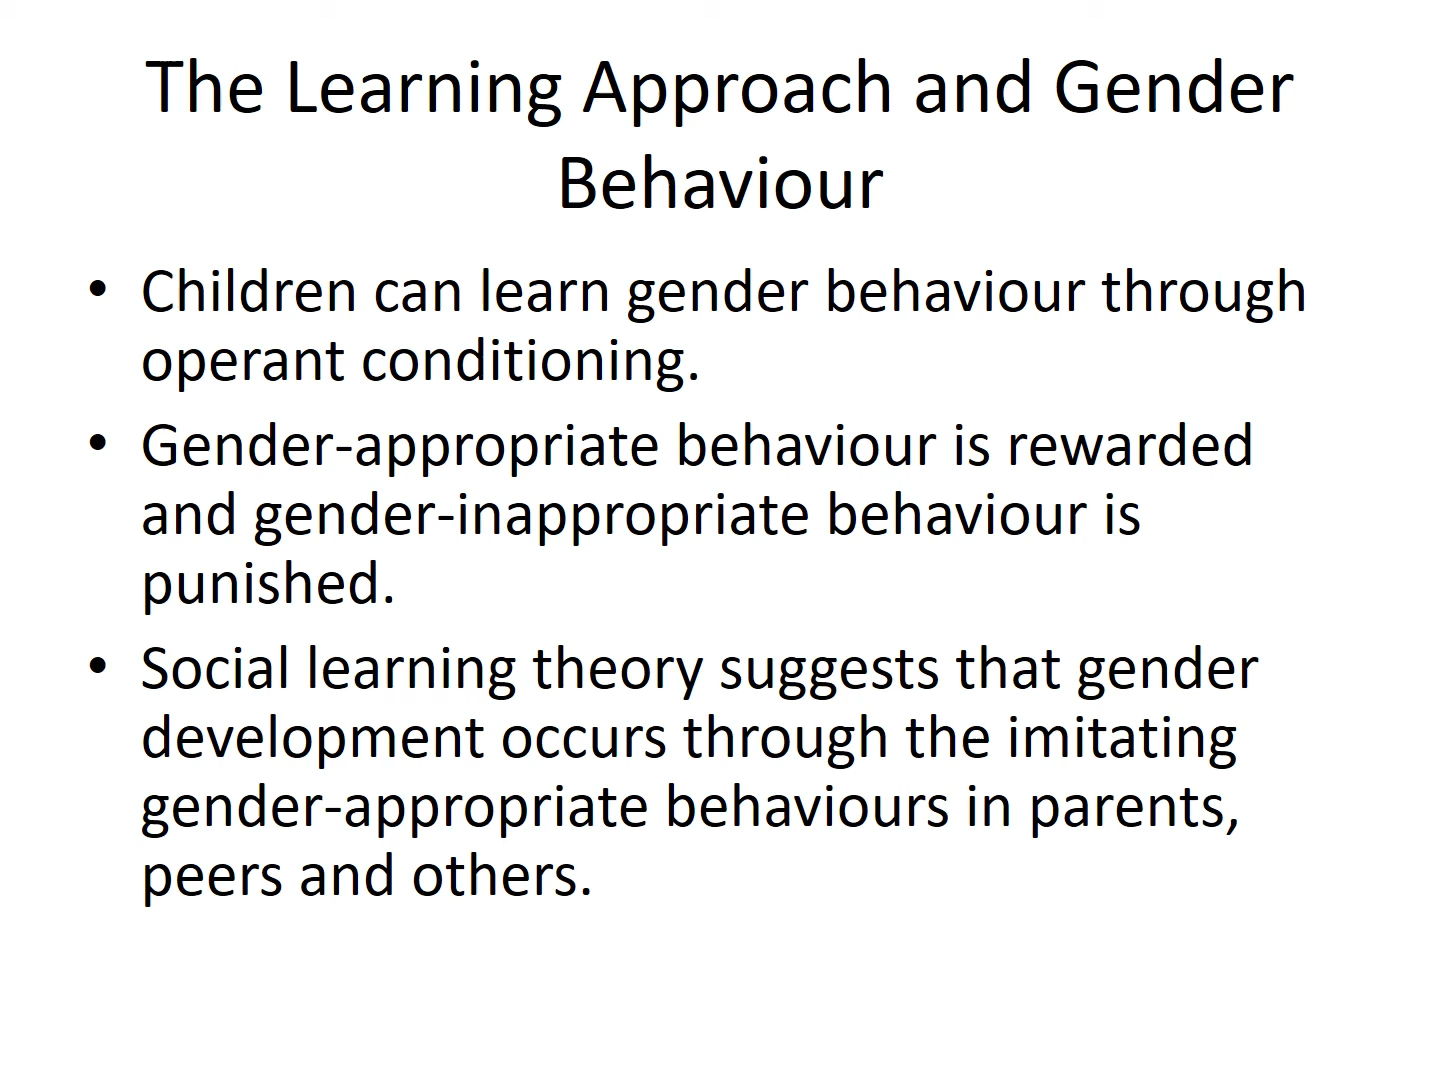 The Learning Approach and Gender
Behaviour
• Children can learn gender behaviour through
operant conditioning.
• Gender-appropriate behaviour is rewarded
and gender-inappropriate behaviour is
punished.
• Social learning theory suggests that gender
development occurs through the imitating
gender-appropriate behaviours in parents,
peers and others.